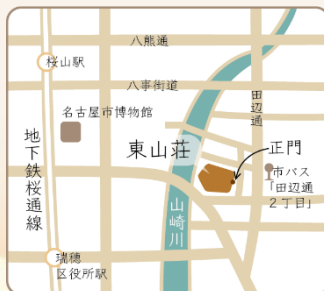 八熊通
桜山駅
八事街道
田辺通
名古屋市博物館
地下鉄桜通線
東山荘
正門
市バス
「田辺通
２丁目」
山崎川
瑞穂
区役所駅